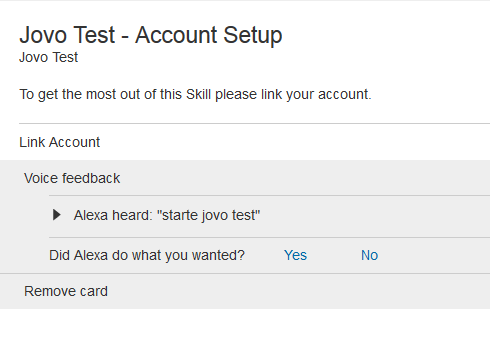 Jovo Test - Account Setup
Jovo Test
To get the most out of this Skill please link your account.
Link Account
Voice feedback
Alexa heard: "starte jovo test"
Did Alexa do what you wanted? Yes No
Remove card